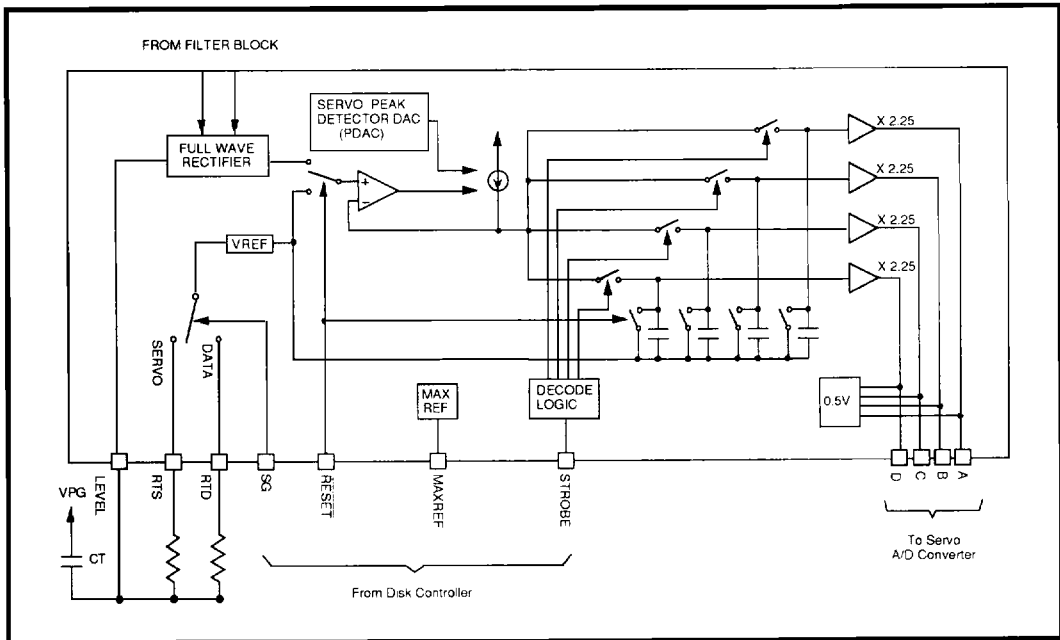 FROM FILTER BLOCK
SERVO PEAK
DETECTOR DAC
(PDAC)
FULL WAVE
RECTIFIER
X 2.25
X 2.25
X 2.25
X 2.25
+
−
VREF
SERVO
DATA
MAX
REF
DECODE
LOGIC
0.5V
VPG
CT
LEVEL
RTS
RTD
SG
RESET
MAXREF
STROBE
D
C
B
A
From Disk Controller
To Servo
A/D Converter